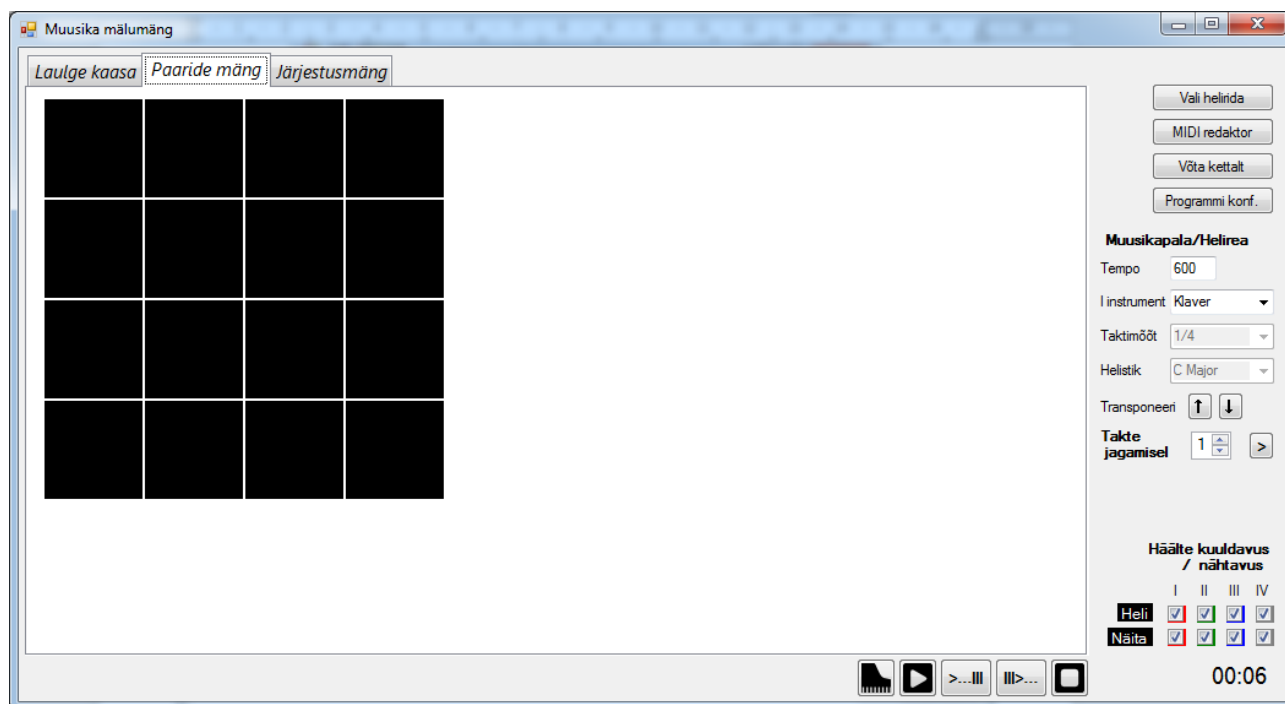 Muusika mälumäng
Laulge kaasa Paaride mäng Järjestusmäng
Vali helirida
MIDI redaktor
Võta kettalt
Programmi konf.
Muusikapala/Helirea
Tempo 600
I instrument Klaver
Taktimõõt 1/4
Helistik C Major
Transponeeri ↑ ↓
Takte
jagamisel 1 >
Häälte kuuldavus
/ nähtavus
I II III IV
Heli
Näita
>...III III>... 00:06